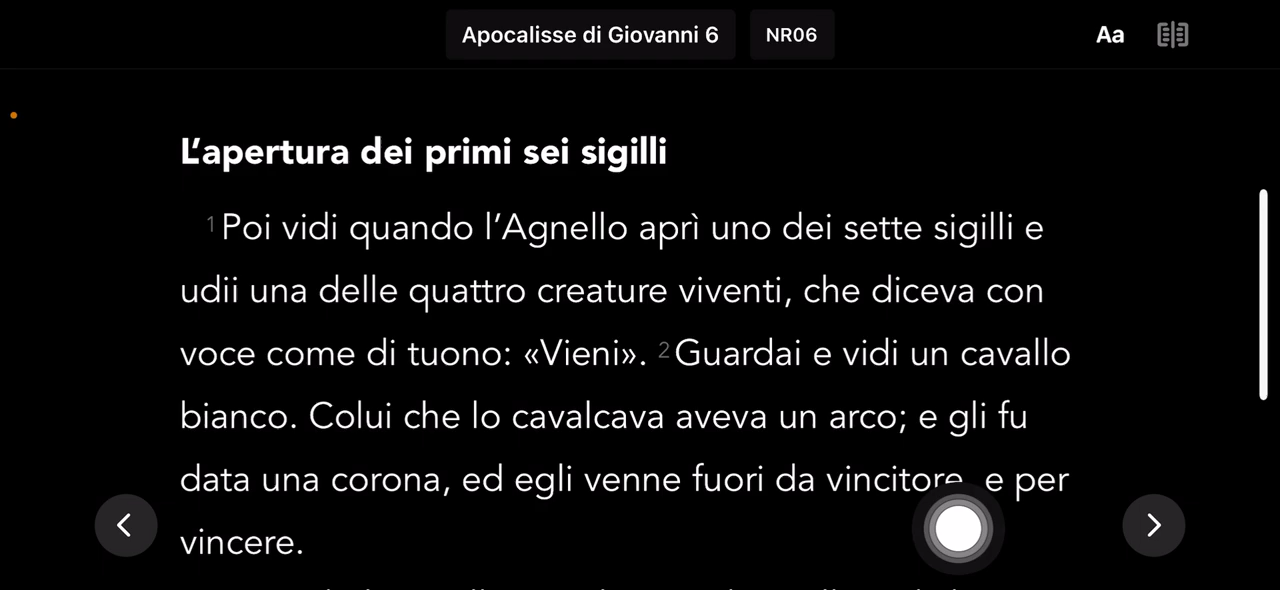 Apocalisse di Giovanni 6 NR06 Aa
L’apertura dei primi sei sigilli
1 Poi vidi quando l’Agnello aprì uno dei sette sigilli e
udii una delle quattro creature viventi, che diceva con
voce come di tuono: «Vieni». 2 Guardai e vidi un cavallo
bianco. Colui che lo cavalcava aveva un arco; e gli fu
data una corona, ed egli venne fuori da vincitore, e per
vincere.